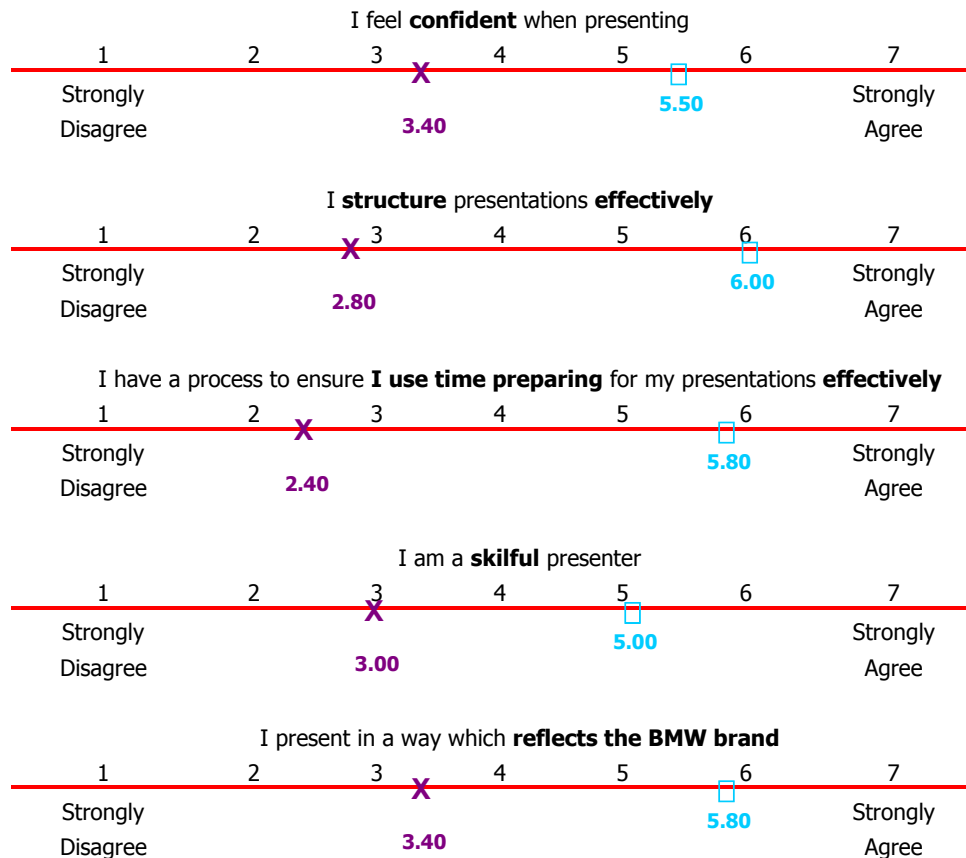 I feel confident when presenting
1 2 3 4 5 6 7
X
Strongly Strongly
5.50
3.40
Disagree Agree
I structure presentations effectively
1 2 3 4 5 6 7
X
Strongly 6.00 Strongly
2.80
Disagree Agree
I have a process to ensure I use time preparing for my presentations effectively
1 2 3 4 5 6 7
X
Strongly 5.80 Strongly
2.40
Disagree Agree
I am a skilful presenter
1 2 3 4 5 6 7
X
Strongly 5.00 Strongly
3.00
Disagree Agree
I present in a way which reflects the BMW brand
1 2 3 4 5 6 7
X
Strongly 5.80 Strongly
3.40
Disagree Agree